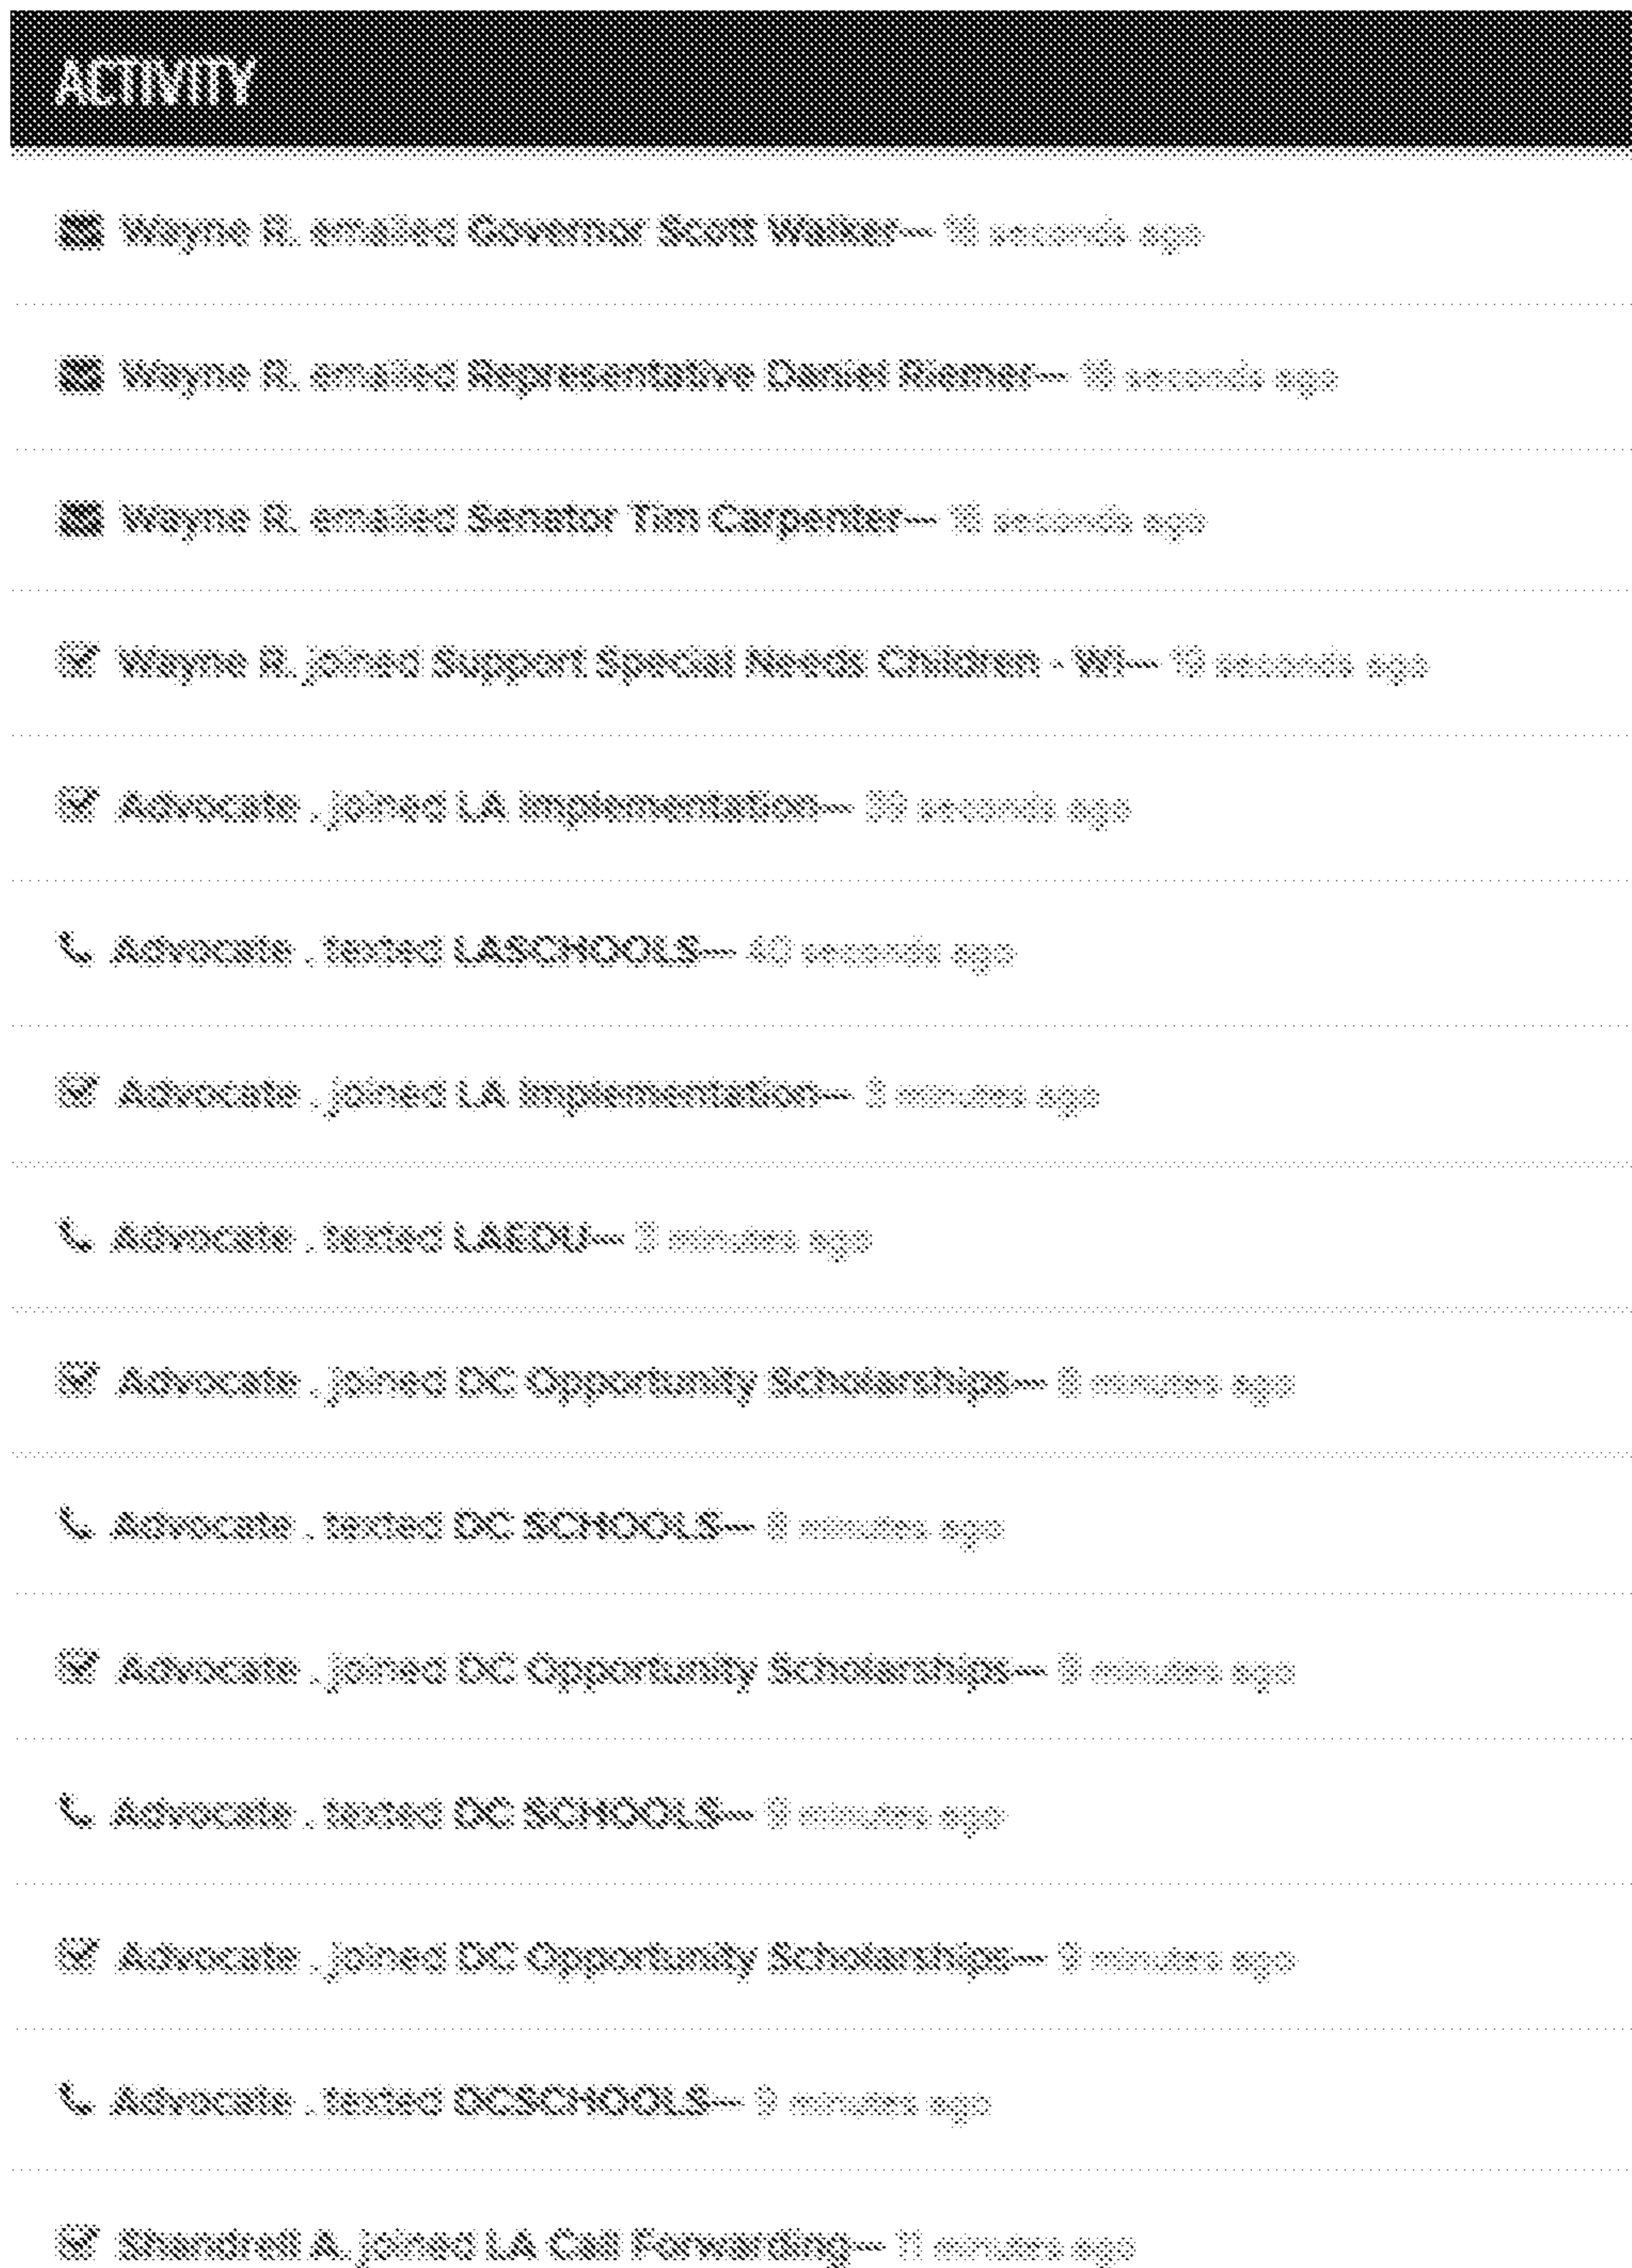 ACTIVITY
Wayne R. emailed Governor Scott Walker— seconds ago
Wayne R. emailed Representative Daniel Riemer— seconds ago
Wayne R. emailed Senator Tim Carpenter— seconds ago
Wayne R. joined Support Special Needs Children - WI— seconds ago
Advocate . joined LA Implementation— seconds ago
Advocate . texted LASCHOOLS— 40 seconds ago
Advocate . joined LA Implementation— minutes ago
Advocate . texted LAEDU— minutes ago
Advocate . joined DC Opportunity Scholarships— minutes ago
Advocate . texted DC SCHOOLS— minutes ago
Advocate . joined DC Opportunity Scholarships— minutes ago
Advocate . texted DC SCHOOLS— minutes ago
Advocate . joined DC Opportunity Scholarships— minutes ago
Advocate . texted DCSCHOOLS— minutes ago
Shandrell A. joined LA Call Forwarding— 11 minutes ago